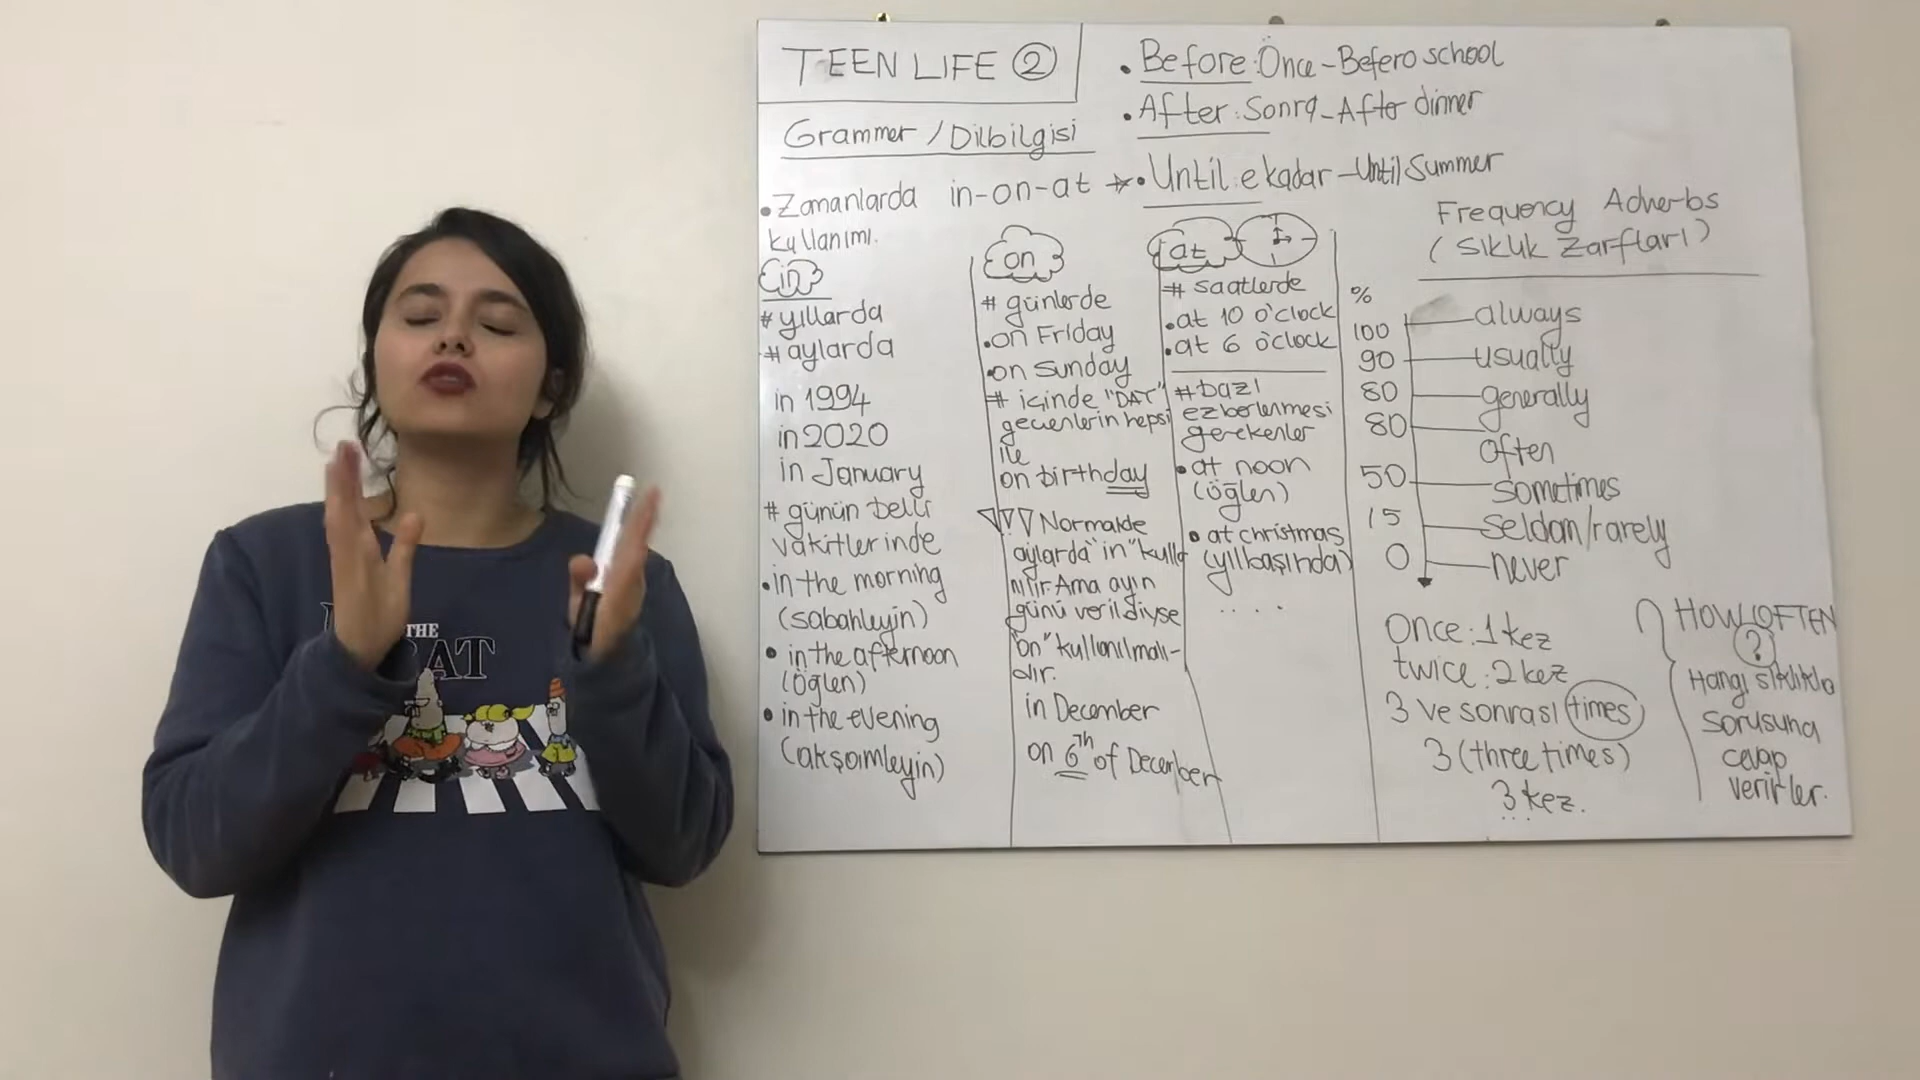 TEEN LIFE 2
Grammer / Dilbilgisi
• Before: Önce - Befero school
• After: Sonra - Afto dinner
• Zamanlarda in-on-at → • Until: e kadar - Until Summer
kullanımı.
in
# yıllarda
# aylarda
in 1994
in 2020
in January
# günün belli
vakitlerinde
• in the morning
(sabahleyin)
• in the afternoon
(öğlen)
• in the evening
(akşamleyin)
on
# günlerde
• on Friday
• on Sunday
# içinde "DAY"
geçenlerin hepsi
ile
on birthday
Normalde
aylarda "in" kulla
nılır. Ama ayın
günü verildiyse
"on" kullanılmalı-
dır.
in December
on 6th of December
at
# saatlerde
• at 10 o'clock
• at 6 o'clock
# bazı
ezberlenmesi
gerekenler
• at noon
(öğlen)
• at christmas
(yılbaşında)
. . . .
Frequency Adverbs
(sıklık zarfları)
%
100 always
90 usually
80 generally
80 often
50 sometimes
15 seldom/rarely
0 never
Once: 1 kez
twice: 2 kez
3 ve sonrası times
3 (three times)
3 kez.
...
HOW OFTEN
?
Hangi sıklıkla
sorusuna
cevap
verirler.
THE